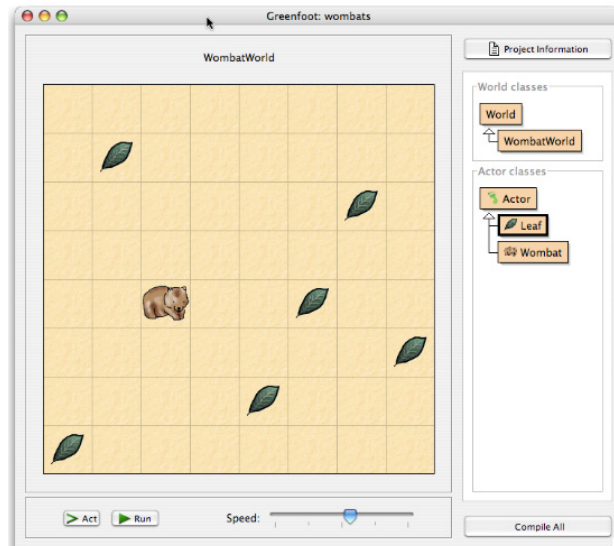 Greenfoot: wombats
WombatWorld
Project Information
World classes
World
WombatWorld
Actor classes
Actor
Leaf
Wombat
Act
Run
Speed:
Compile All